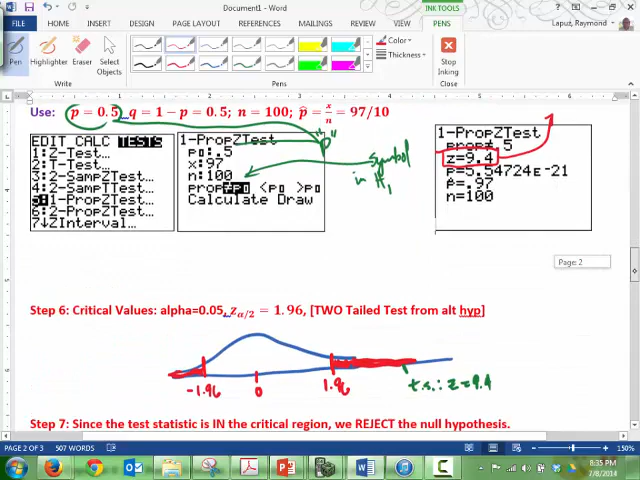 Document1 - Word
INK TOOLS
FILE HOME INSERT DESIGN PAGE LAYOUT REFERENCES MAILINGS REVIEW VIEW PENS
Laput, Raymond
Pen Highlighter Eraser Select Objects
Color
Thickness
Stop Inking
Write
Pens
Close
1 2 3 4 5 6
Use: p = 0.5, q = 1 − p = 0.5; n = 100; p̂ = x/n = 97/10
"p"
EDIT CALC TESTS
1:Z-Test…
2:T-Test…
3:2-SampZTest…
4:2-SampTTest…
5:1-PropZTest…
6:2-PropZTest…
7↓ZInterval…
1-PropZTest
p0:.5
x:97
n:100
prop≠p0 <p0 >p0
Calculate Draw
symbol
in H1
1-PropZTest
prop≠.5
z=9.4
p=5.54724E-21
p̂=.97
n=100
Page: 2
Step 6: Critical Values: alpha=0.05, zα/2 = 1.96, [TWO Tailed Test from alt hyp]
-1.96 0 1.96 t.s.: z=9.4
Step 7: Since the test statistic is IN the critical region, we REJECT the null hypothesis.
PAGE 2 OF 3 507 WORDS 150%
8:35 PM
7/8/2014